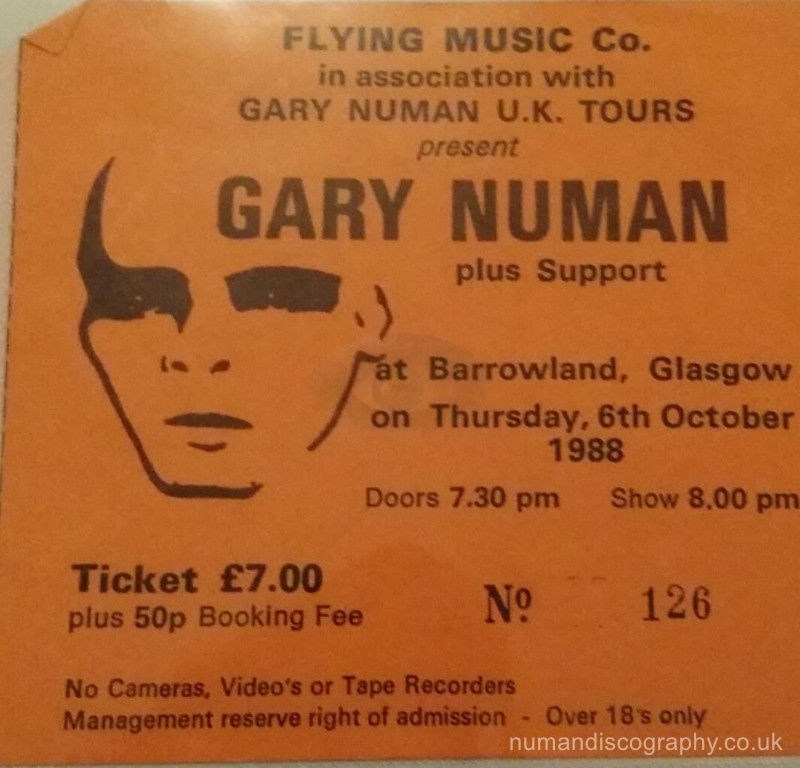 FLYING MUSIC Co.
in association with
GARY NUMAN U.K. TOURS
present
GARY NUMAN
plus Support
at Barrowland, Glasgow
on Thursday, 6th October
1988
Doors 7.30 pm Show 8.00 pm
Ticket £7.00
plus 50p Booking Fee
Nº 126
No Cameras, Video's or Tape Recorders
Management reserve right of admission - Over 18's only
numandiscography.co.uk